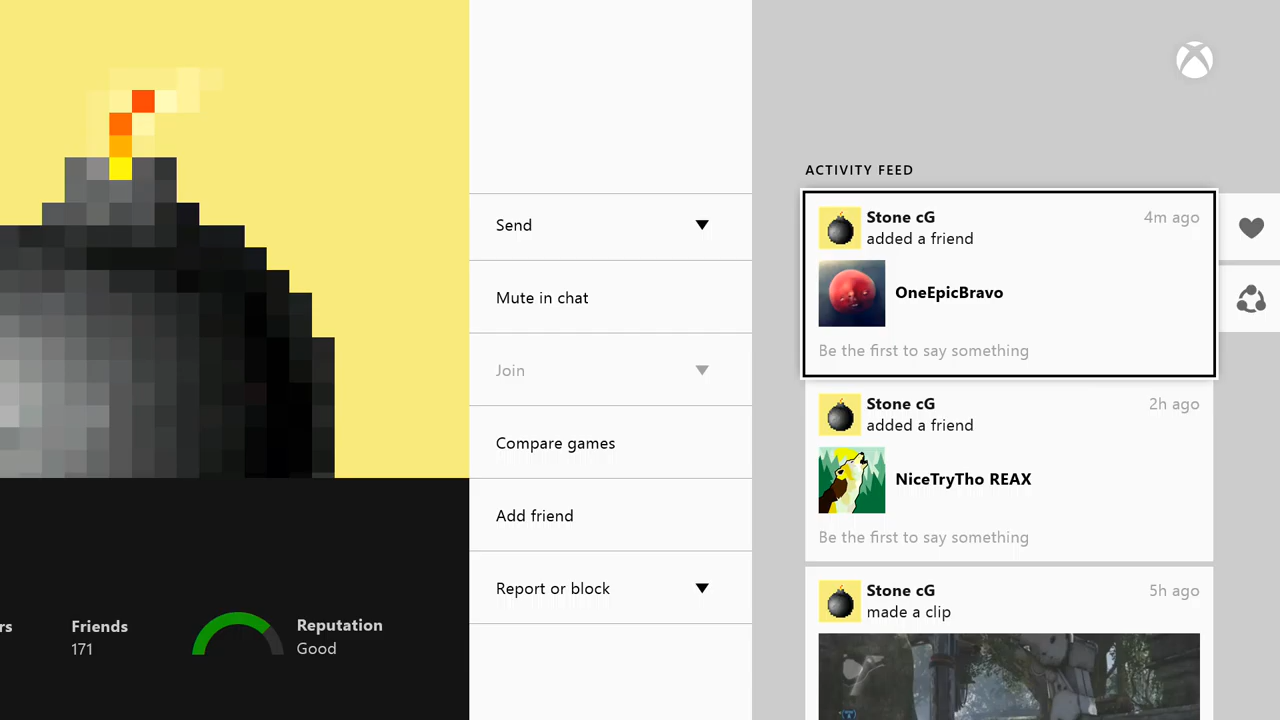 Send
Mute in chat
Join
Compare games
Add friend
Report or block
rs
Friends
171
Reputation
Good
ACTIVITY FEED
Stone cG 4m ago
added a friend
OneEpicBravo
Be the first to say something
Stone cG 2h ago
added a friend
NiceTryTho REAX
Be the first to say something
Stone cG 5h ago
made a clip